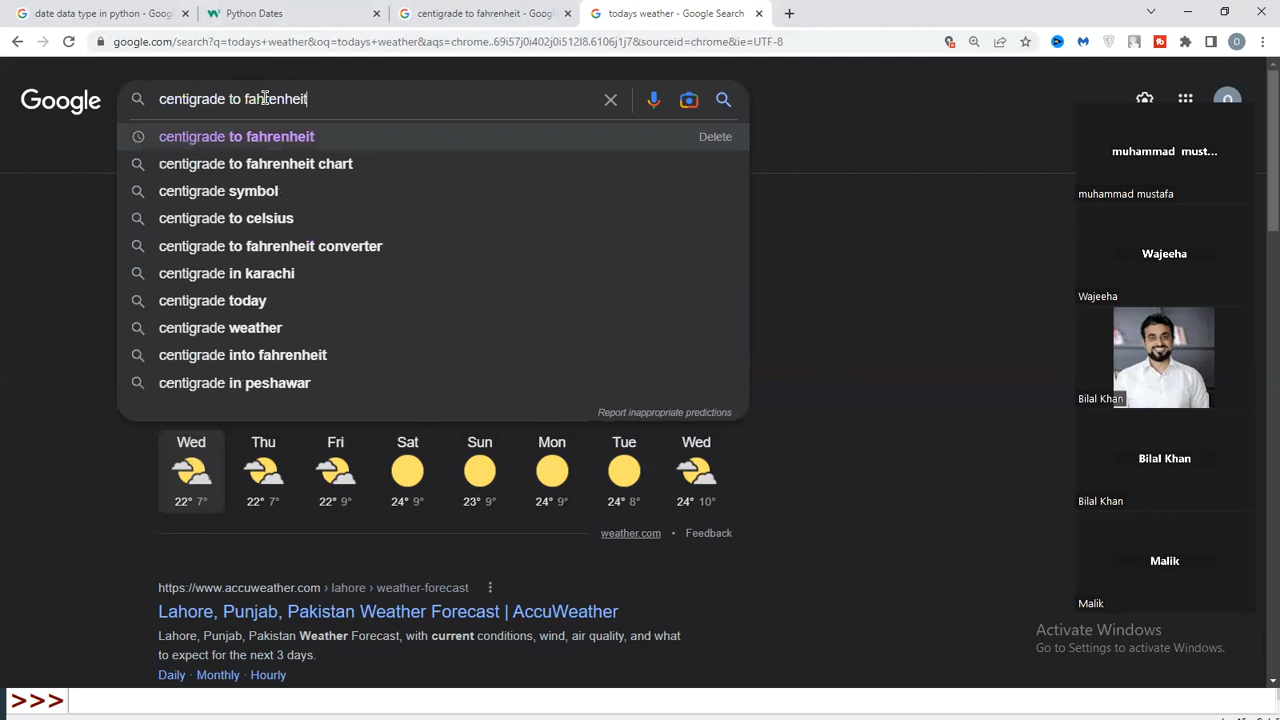 date data type in python - Goog
Python Dates
centigrade to fahrenheit - Googl
todays weather - Google Search
google.com/search?q=todays+weather&oq=todays+weather&aqs=chrome..69i57j0i402j0i512l8.6106j1j7&sourceid=chrome&ie=UTF-8
Google
centigrade to fahrenheit
centigrade to fahrenheit
Delete
centigrade to fahrenheit chart
centigrade symbol
centigrade to celsius
centigrade to fahrenheit converter
centigrade in karachi
centigrade today
centigrade weather
centigrade into fahrenheit
centigrade in peshawar
Report inappropriate predictions
Wed Thu Fri Sat Sun Mon Tue Wed
22° 7° 22° 7° 22° 9° 24° 9° 23° 9° 24° 9° 24° 8° 24° 10°
weather.com • Feedback
https://www.accuweather.com › lahore › weather-forecast
Lahore, Punjab, Pakistan Weather Forecast | AccuWeather
Lahore, Punjab, Pakistan Weather Forecast, with current conditions, wind, air quality, and what
to expect for the next 3 days.
Daily · Monthly · Hourly
muhammad must...
muhammad mustafa
Wajeeha
Wajeeha
Bilal Khan
Bilal Khan
Bilal Khan
Malik
Malik
Activate Windows
Go to Settings to activate Windows.
>>>